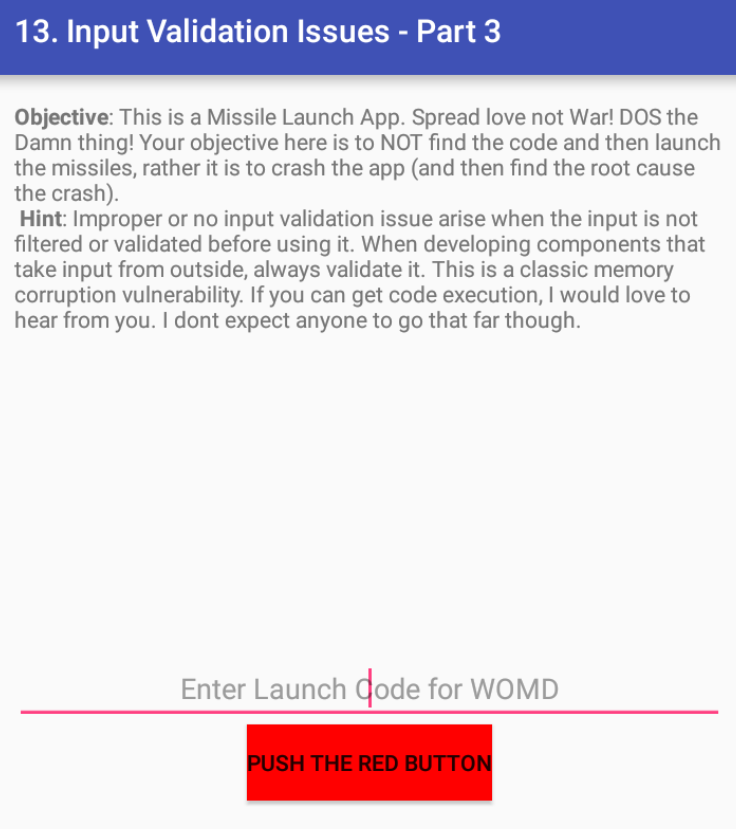 13. Input Validation Issues - Part 3
Objective: This is a Missile Launch App. Spread love not War! DOS the
Damn thing! Your objective here is to NOT find the code and then launch
the missiles, rather it is to crash the app (and then find the root cause
the crash).
Hint: Improper or no input validation issue arise when the input is not
filtered or validated before using it. When developing components that
take input from outside, always validate it. This is a classic memory
corruption vulnerability. If you can get code execution, I would love to
hear from you. I dont expect anyone to go that far though.
Enter Launch Code for WOMD
PUSH THE RED BUTTON